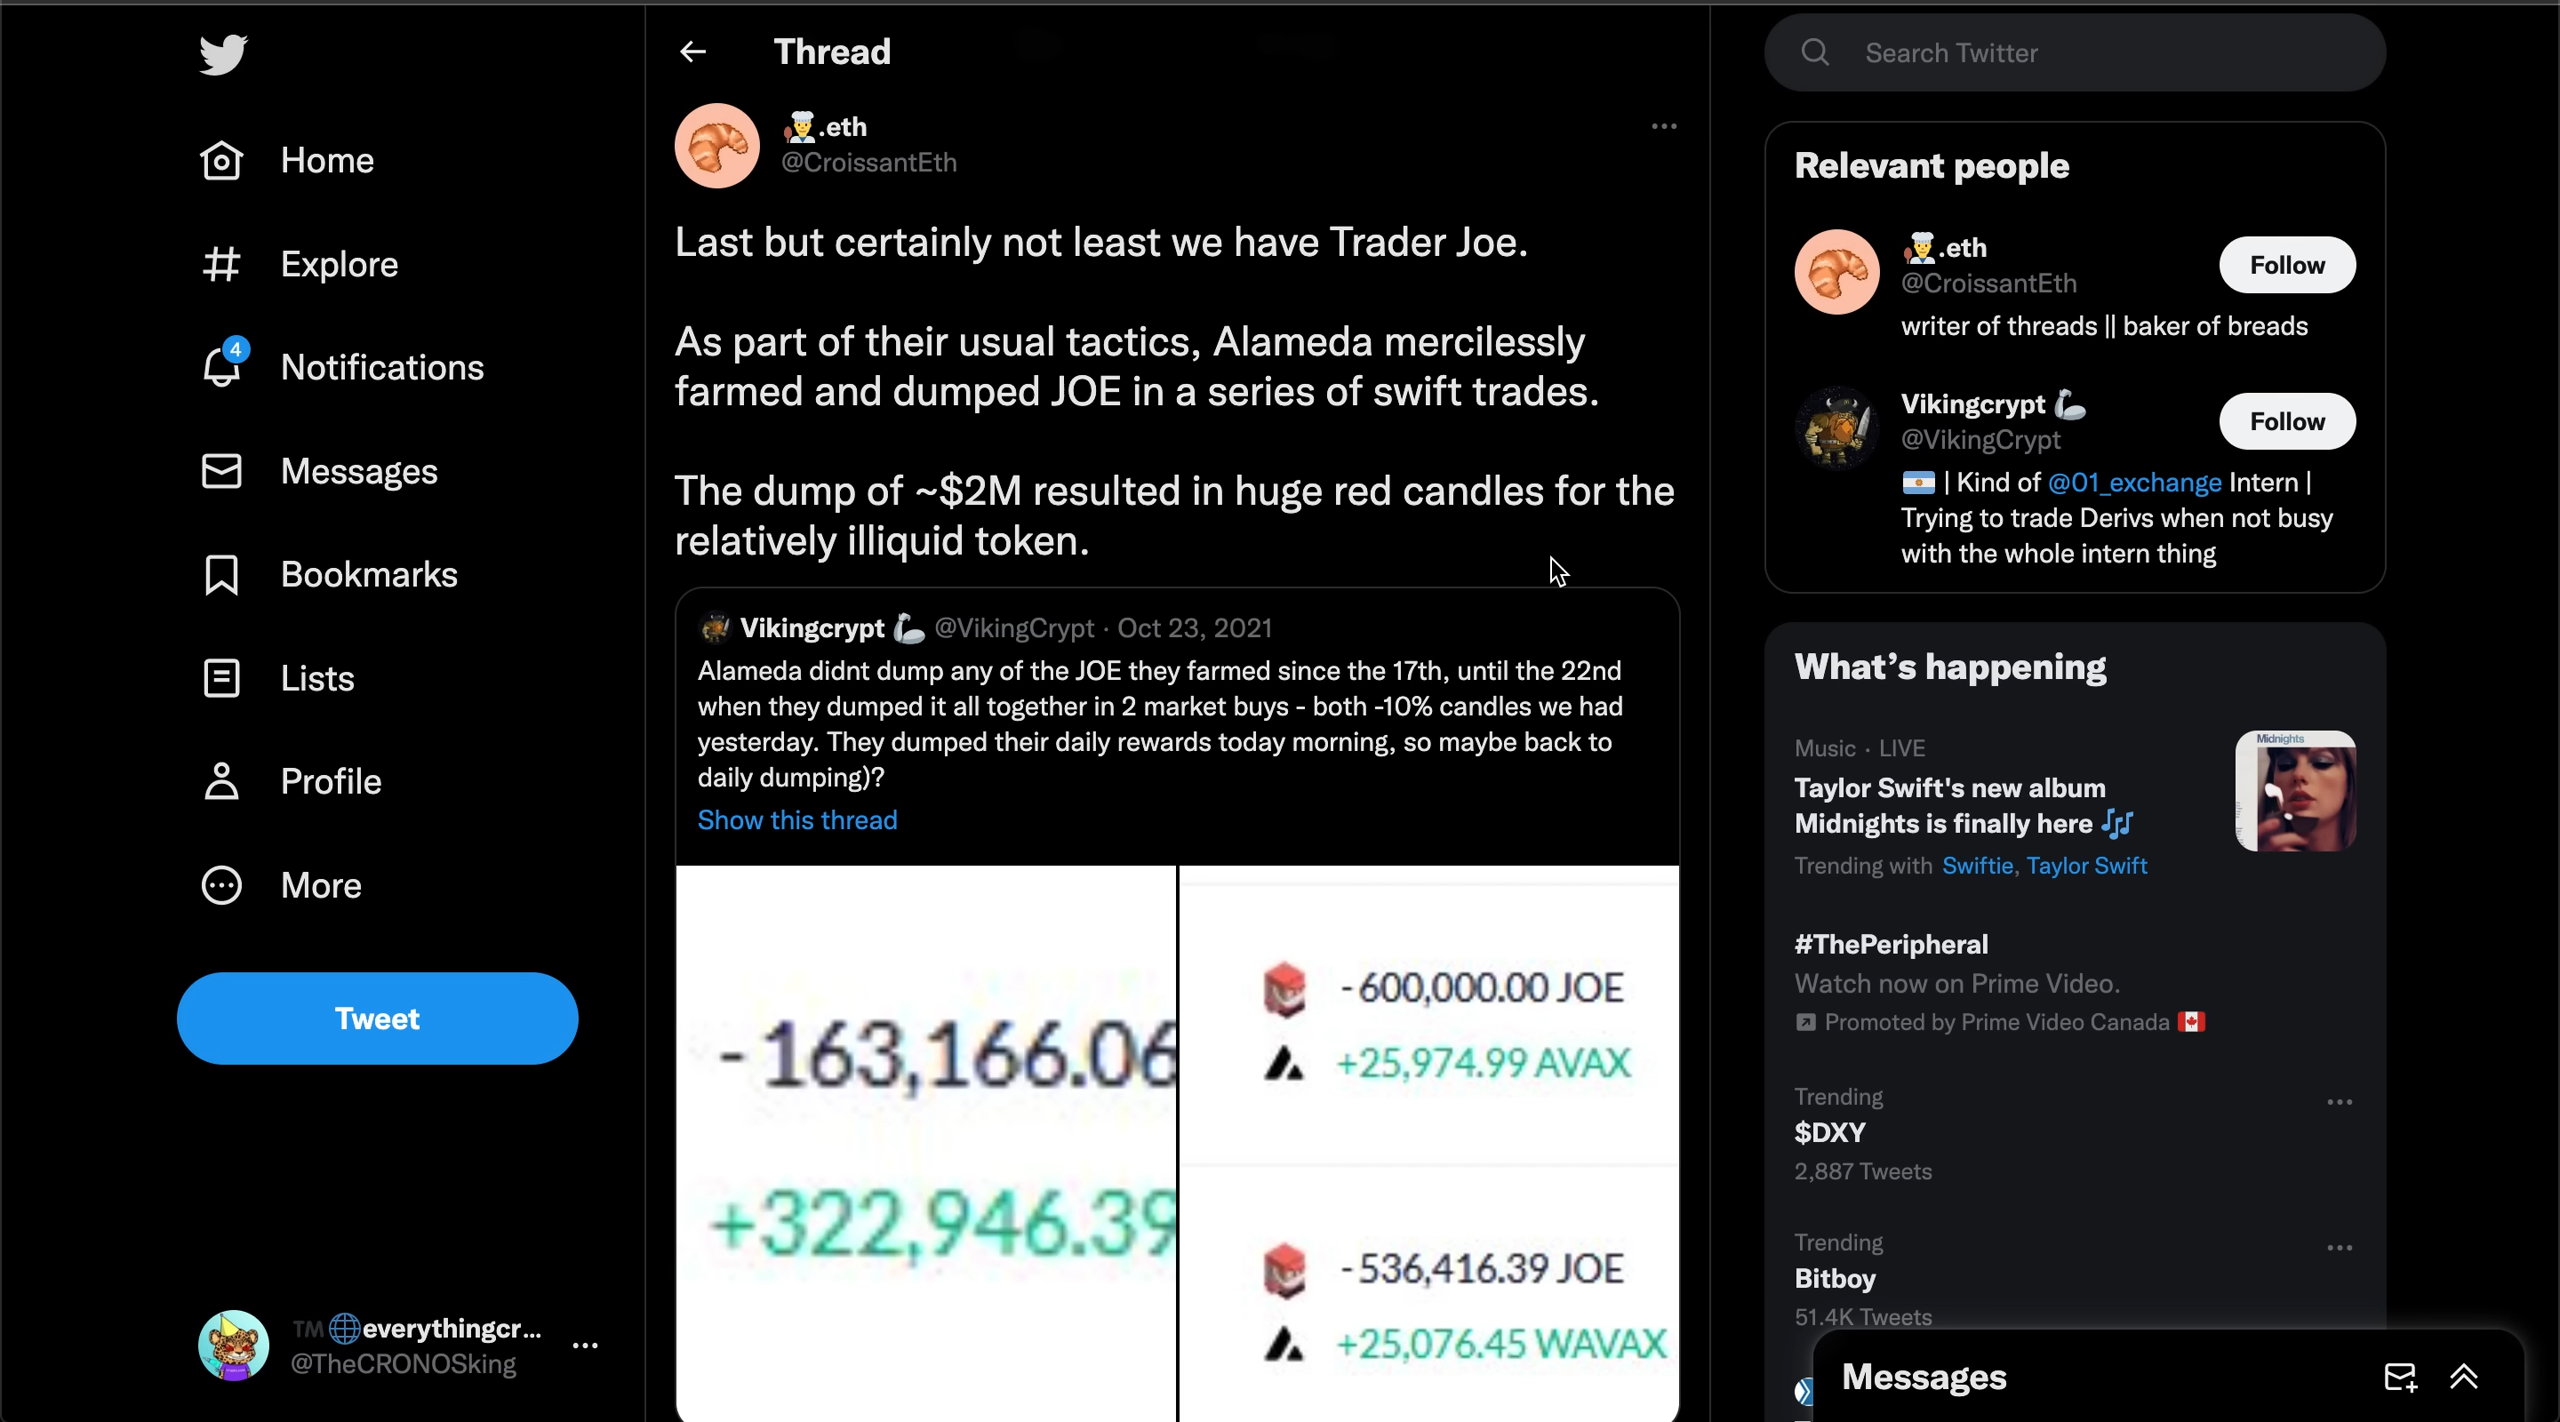 Home
Explore
4
Notifications
Messages
Bookmarks
Lists
Profile
More
Tweet
TM🌐everythingcr...
@TheCRONOSking
Thread
👨‍🍳.eth
@CroissantEth
Last but certainly not least we have Trader Joe.
As part of their usual tactics, Alameda mercilessly
farmed and dumped JOE in a series of swift trades.
The dump of ~$2M resulted in huge red candles for the
relatively illiquid token.
Vikingcrypt 🦾 @VikingCrypt · Oct 23, 2021
Alameda didnt dump any of the JOE they farmed since the 17th, until the 22nd
when they dumped it all together in 2 market buys - both -10% candles we had
yesterday. They dumped their daily rewards today morning, so maybe back to
daily dumping)?
Show this thread
-163,166.06
+322,946.39
-600,000.00 JOE
+25,974.99 AVAX
-536,416.39 JOE
+25,076.45 WAVAX
Search Twitter
Relevant people
👨‍🍳.eth
@CroissantEth
Follow
writer of threads || baker of breads
Vikingcrypt 🦾
@VikingCrypt
Follow
🇦🇷 | Kind of @01_exchange Intern |
Trying to trade Derivs when not busy
with the whole intern thing
What's happening
Music · LIVE
Taylor Swift's new album
Midnights is finally here 🎶
Trending with Swiftie, Taylor Swift
Midnights
#ThePeripheral
Watch now on Prime Video.
Promoted by Prime Video Canada 🇨🇦
Trending
$DXY
2,887 Tweets
Trending
Bitboy
51.4K Tweets
Messages